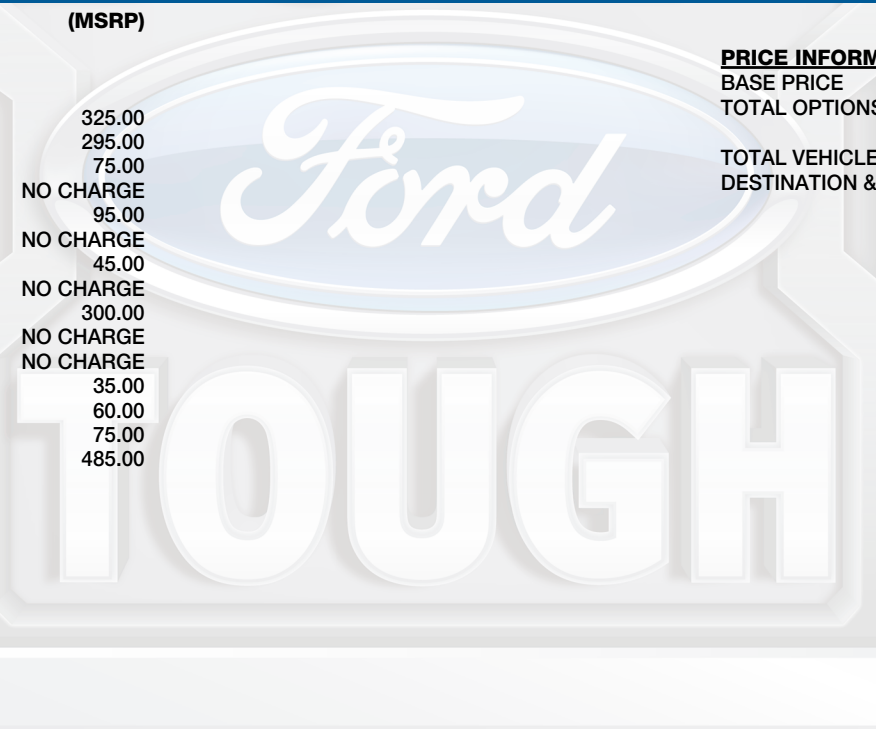 (MSRP)
325.00
295.00
75.00
NO CHARGE
95.00
NO CHARGE
45.00
NO CHARGE
300.00
NO CHARGE
NO CHARGE
35.00
60.00
75.00
485.00
PRICE INFORM
BASE PRICE
TOTAL OPTIONS
TOTAL VEHICLE
DESTINATION &
Ford
TOUGH